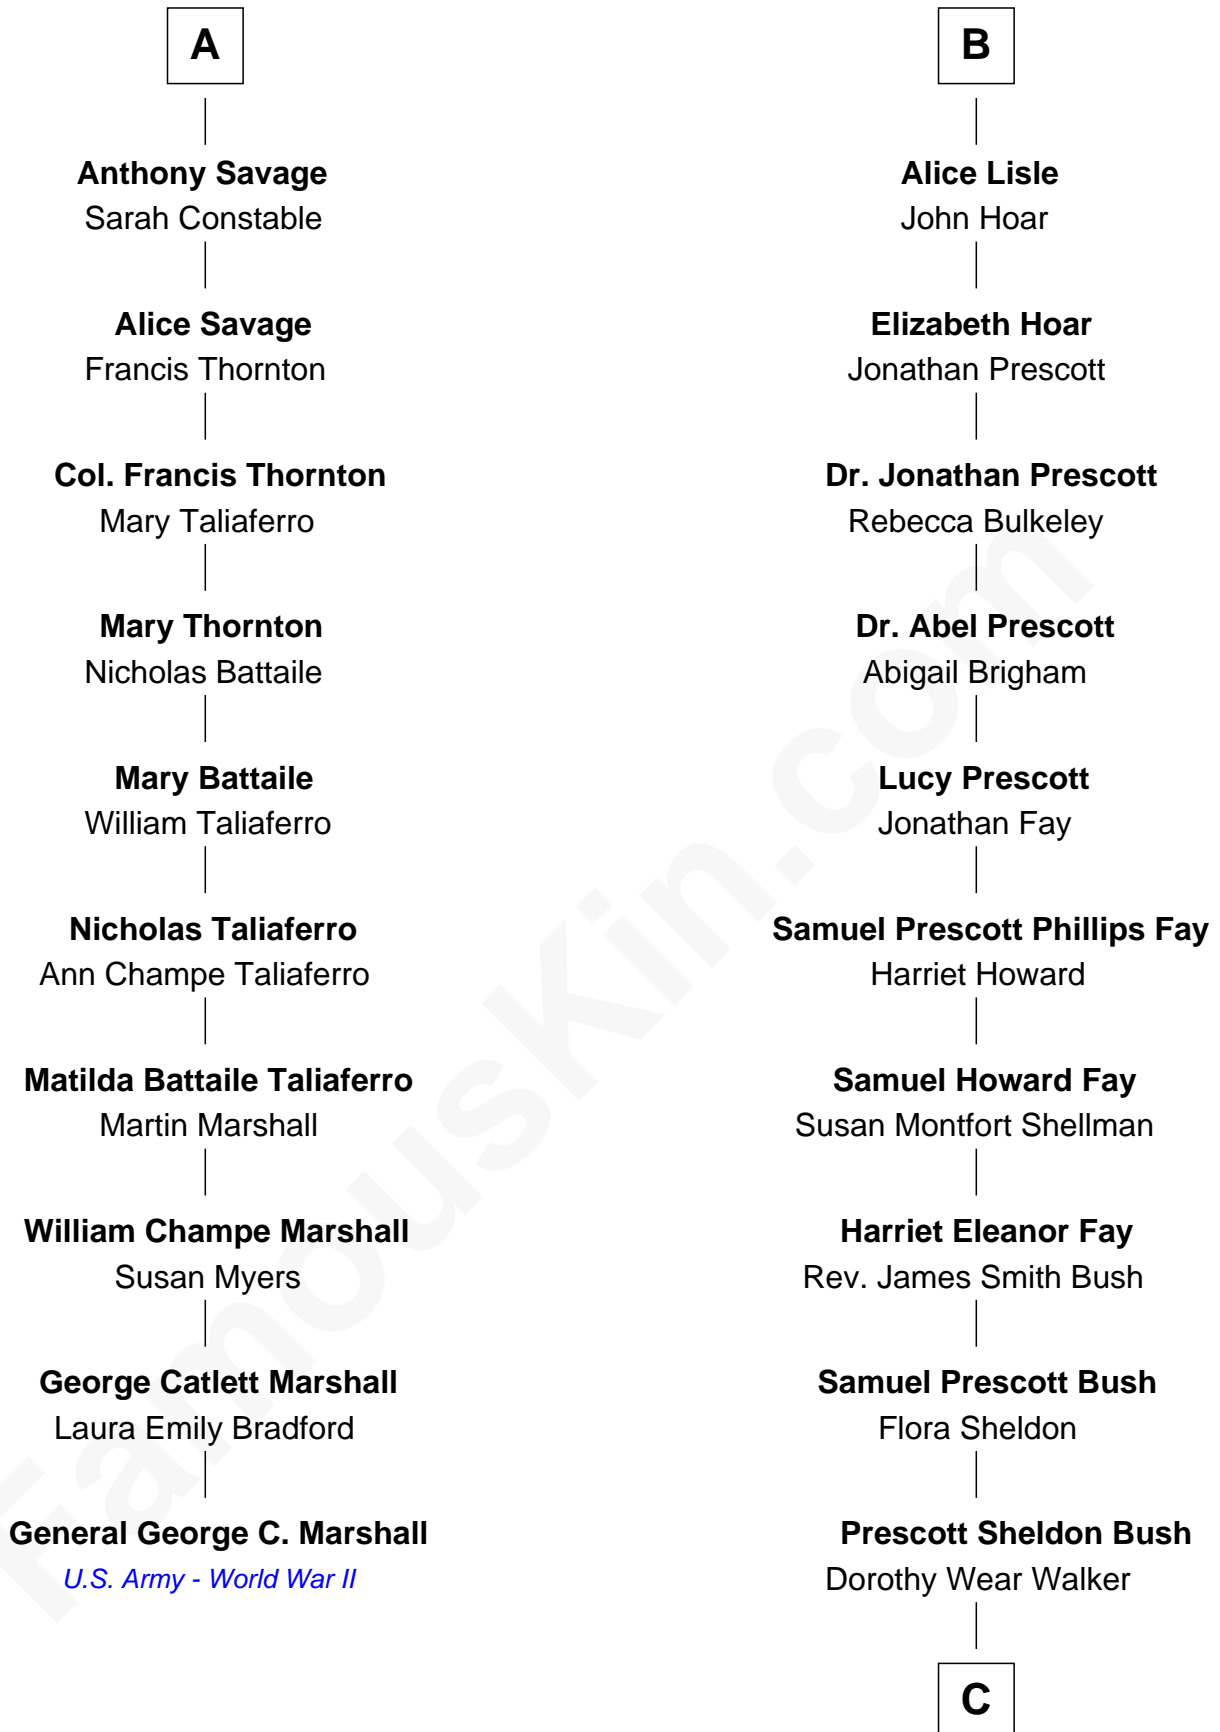 A
Anthony Savage
Sarah Constable
Alice Savage
Francis Thornton
Col. Francis Thornton
Mary Taliaferro
Mary Thornton
Nicholas Battaile
Mary Battaile
William Taliaferro
Nicholas Taliaferro
Ann Champe Taliaferro
Matilda Battaile Taliaferro
Martin Marshall
William Champe Marshall
Susan Myers
George Catlett Marshall
Laura Emily Bradford
General George C. Marshall
U.S. Army - World War II
B
Alice Lisle
John Hoar
Elizabeth Hoar
Jonathan Prescott
Dr. Jonathan Prescott
Rebecca Bulkeley
Dr. Abel Prescott
Abigail Brigham
Lucy Prescott
Jonathan Fay
Samuel Prescott Phillips Fay
Harriet Howard
Samuel Howard Fay
Susan Montfort Shellman
Harriet Eleanor Fay
Rev. James Smith Bush
Samuel Prescott Bush
Flora Sheldon
Prescott Sheldon Bush
Dorothy Wear Walker
C
FamousKin.com